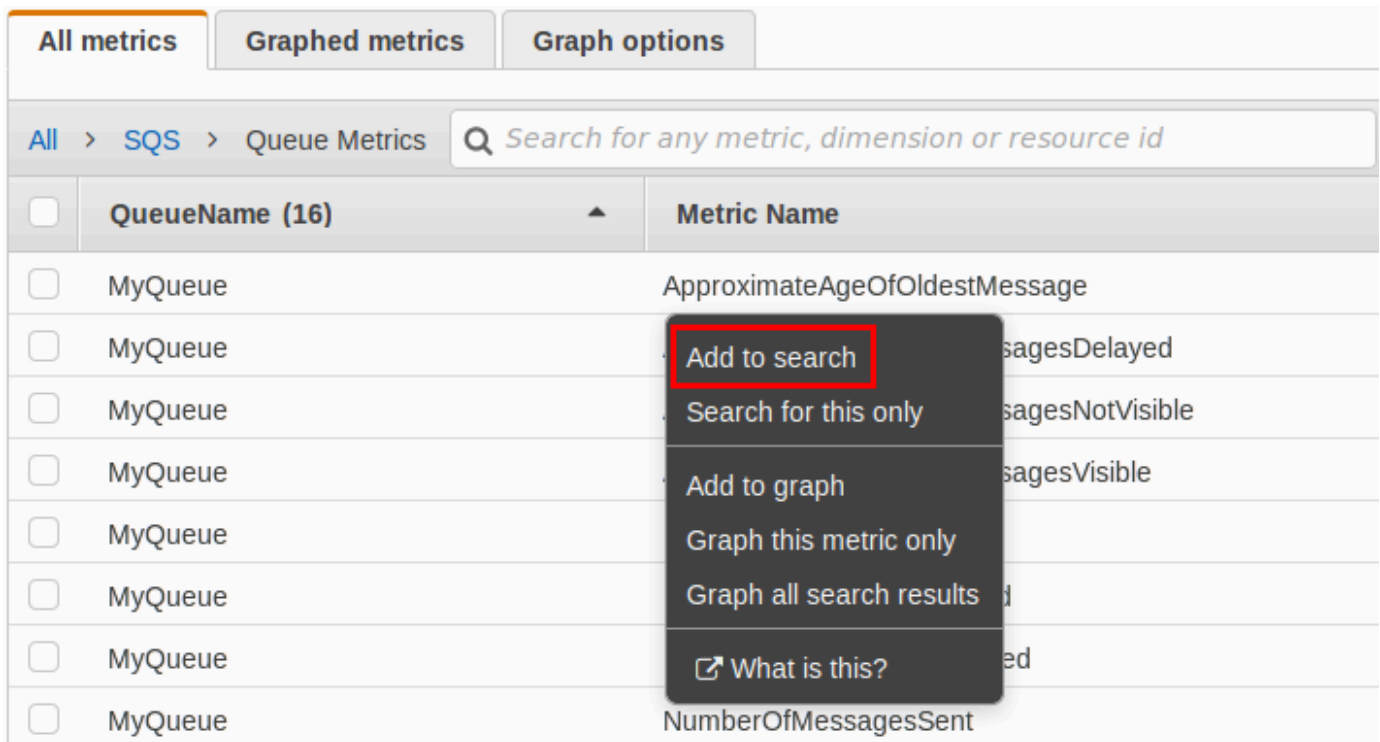 All metrics Graphed metrics Graph options
All > SQS > Queue Metrics Search for any metric, dimension or resource id
QueueName (16) Metric Name
MyQueue ApproximateAgeOfOldestMessage
MyQueue sagesDelayed
MyQueue sagesNotVisible
MyQueue sagesVisible
MyQueue
MyQueue
MyQueue ed
MyQueue NumberOfMessagesSent
Add to search
Search for this only
Add to graph
Graph this metric only
Graph all search results
What is this?